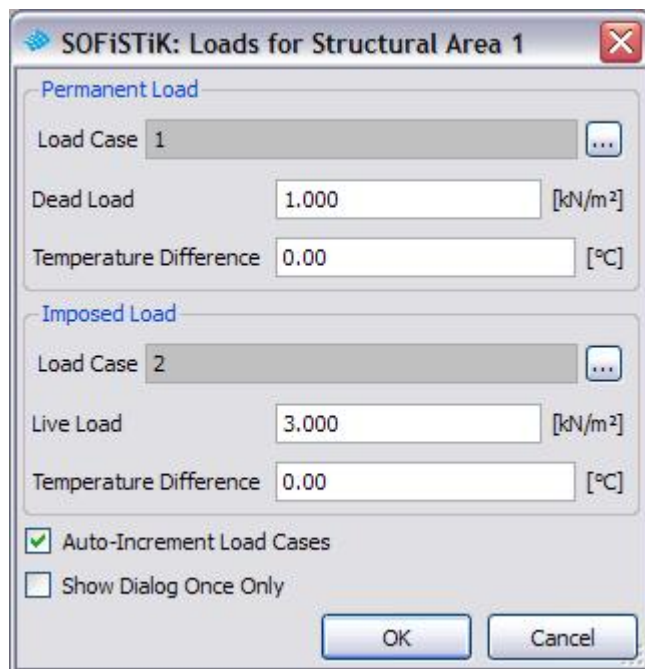 SOFiSTiK: Loads for Structural Area 1
Permanent Load
Load Case 1 ...
Dead Load 1.000 [kN/m²]
Temperature Difference 0.00 [°C]
Imposed Load
Load Case 2 ...
Live Load 3.000 [kN/m²]
Temperature Difference 0.00 [°C]
Auto-Increment Load Cases
Show Dialog Once Only
OK Cancel